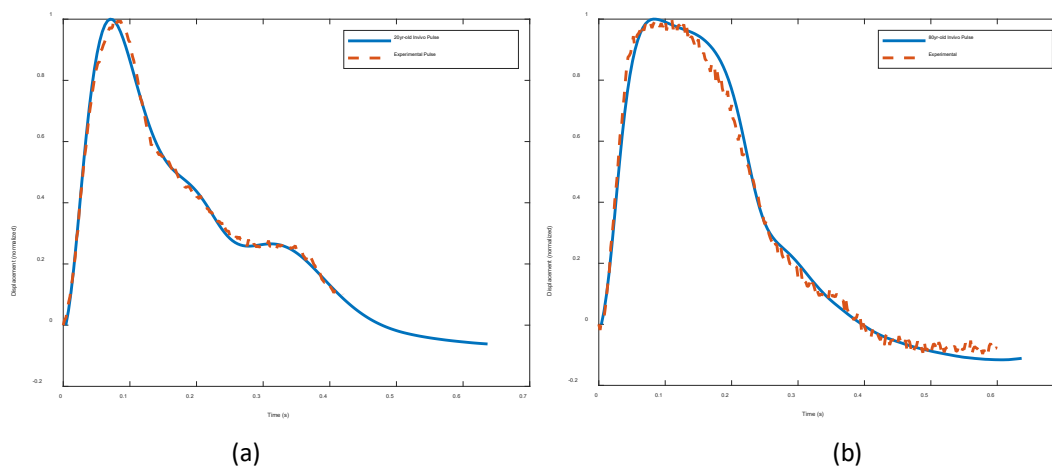 1
0.8
0.6
0.4
0.2
0
-0.2
Displacement (normalized)
0 0.1 0.2 0.3 0.4 0.5 0.6 0.7
Time (s)
20yr-old Invivo Pulse
Experimental Pulse
(a)
1
0.8
0.6
0.4
0.2
0
-0.2
Displacement (normalized)
0 0.1 0.2 0.3 0.4 0.5 0.6
Time (s)
60yr-old Invivo Pulse
Experimental
(b)